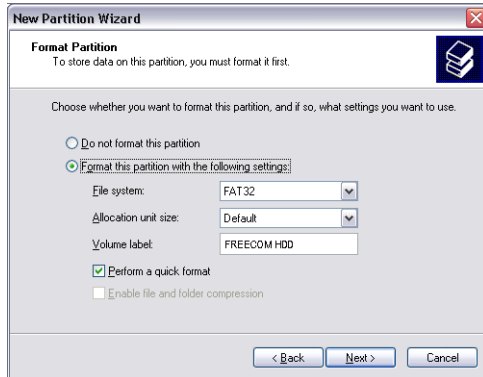 New Partition Wizard
Format Partition
To store data on this partition, you must format it first.
Choose whether you want to format this partition, and if so, what settings you want to use.
Do not format this partition
Format this partition with the following settings:
File system: FAT32
Allocation unit size: Default
Volume label: FREECOM HDD
Perform a quick format
Enable file and folder compression
< Back Next > Cancel